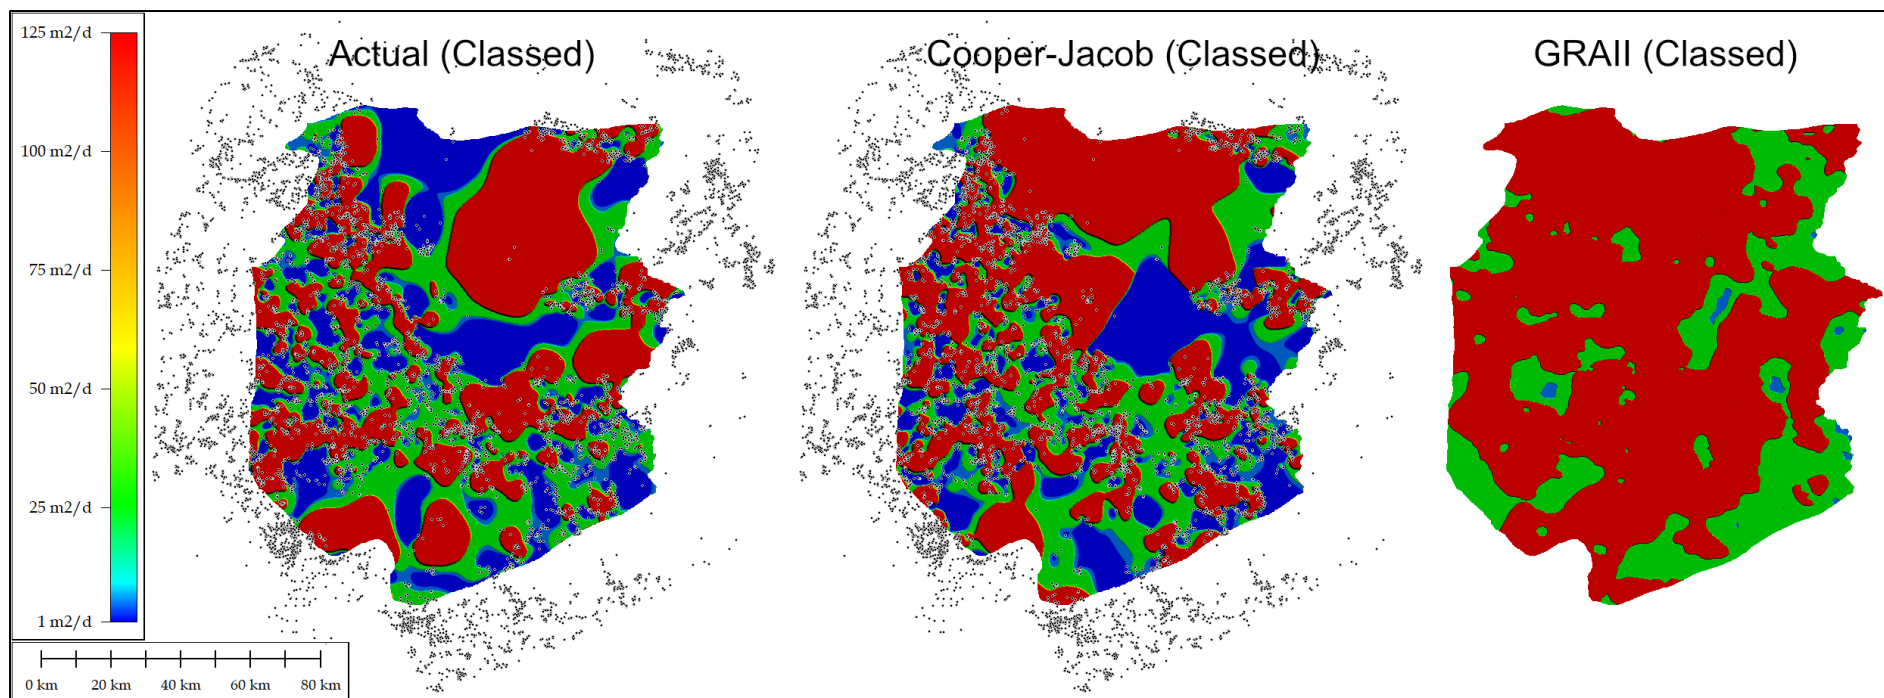 125 m2/d
100 m2/d
75 m2/d
50 m2/d
25 m2/d
1 m2/d
0 km 20 km 40 km 60 km 80 km
Actual (Classed)
Cooper-Jacob (Classed)
GRAII (Classed)